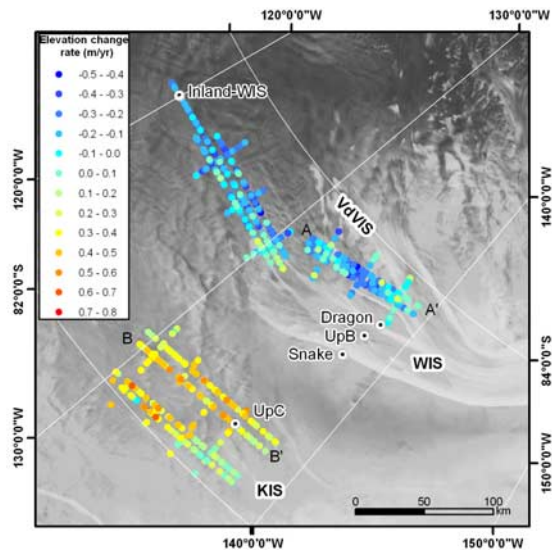 120°0'0"W
130°0'0"W
Elevation change
rate (m/yr)
-0.5 - -0.4
-0.4 - -0.3
-0.3 - -0.2
-0.2 - -0.1
-0.1 - 0.0
0.0 - 0.1
0.1 - 0.2
0.2 - 0.3
0.3 - 0.4
0.4 - 0.5
0.5 - 0.6
0.6 - 0.7
0.7 - 0.8
Inland-WIS
120°0'0"W
140°0'0"W
VdVIS
A
A'
82°0'0"S
Dragon
UpB
Snake
WIS
84°0'0"S
B
UpC
B'
130°0'0"W
150°0'0"W
KIS
0 50 100
km
140°0'0"W
150°0'0"W